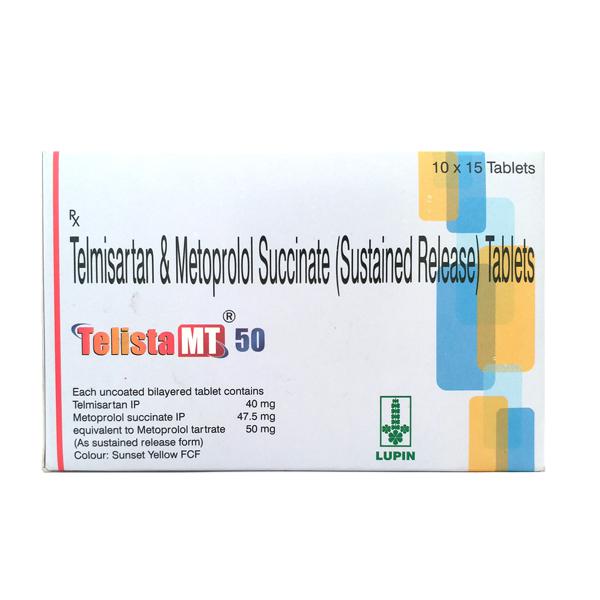 10 x 15 Tablets
Rx
Telmisartan & Metoprolol Succinate (Sustained Release) Tablets
Telista MT® 50
Each uncoated bilayered tablet contains
Telmisartan IP 40 mg
Metoprolol succinate IP 47.5 mg
equivalent to Metoprolol tartrate 50 mg
(As sustained release form)
Colour: Sunset Yellow FCF
LUPIN